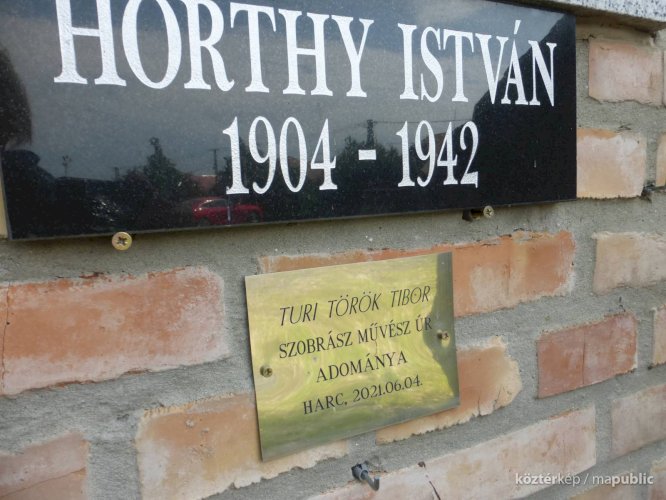 HORTHY ISTVÁN
1904 - 1942
TURI TÖRÖK TIBOR
SZOBRÁSZ MŰVÉSZ ÚR
ADOMÁNYA
HARC, 2021.06.04.
köztérkép / mapublic